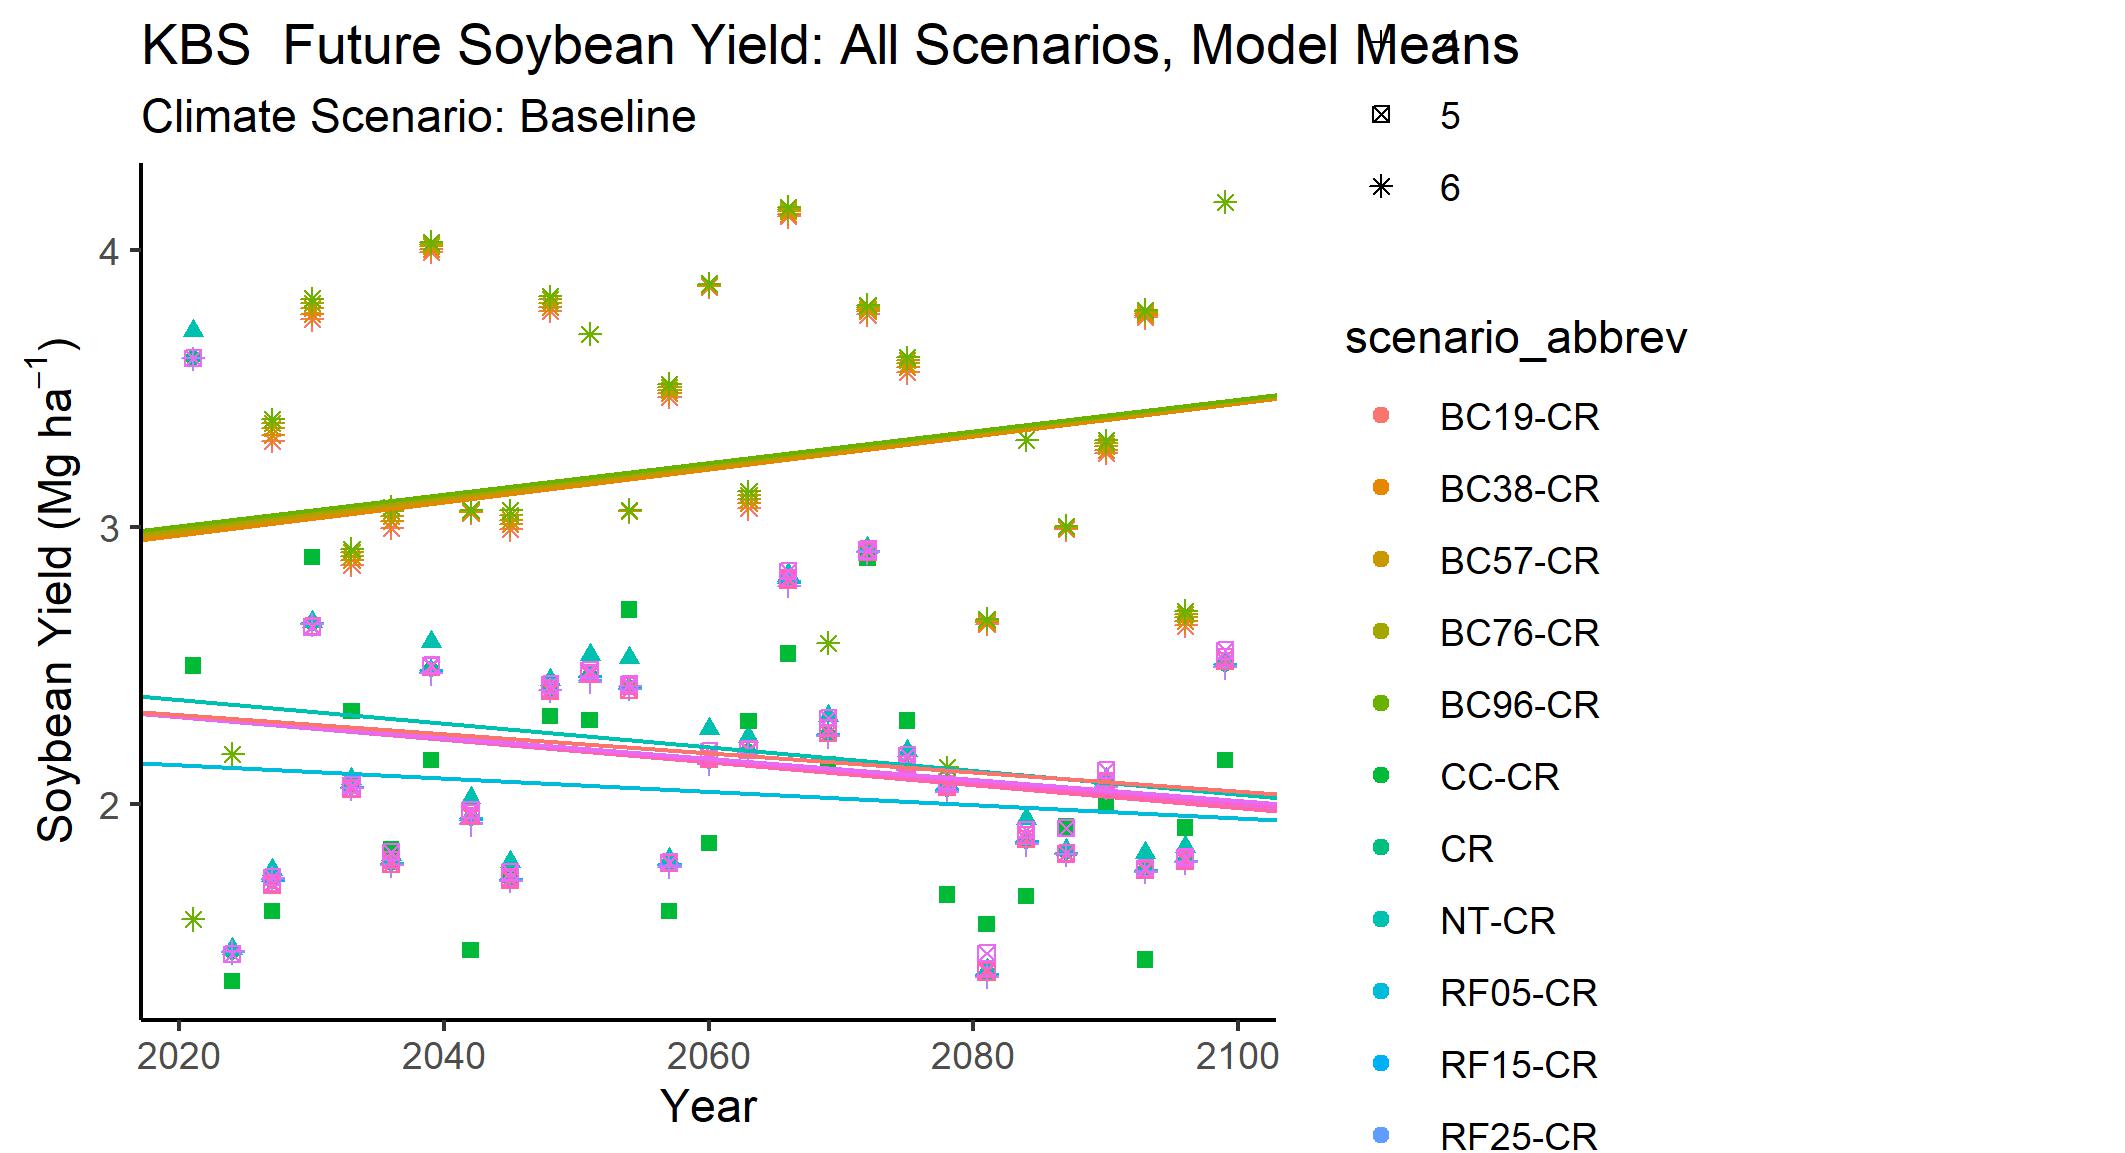 KBS  Future Soybean Yield: All Scenarios, Model Means
Climate Scenario: Baseline
4
5
6
Soybean Yield (Mg ha⁻¹)
4
3
2
2020 2040 2060 2080 2100
Year
scenario_abbrev
BC19-CR
BC38-CR
BC57-CR
BC76-CR
BC96-CR
CC-CR
CR
NT-CR
RF05-CR
RF15-CR
RF25-CR